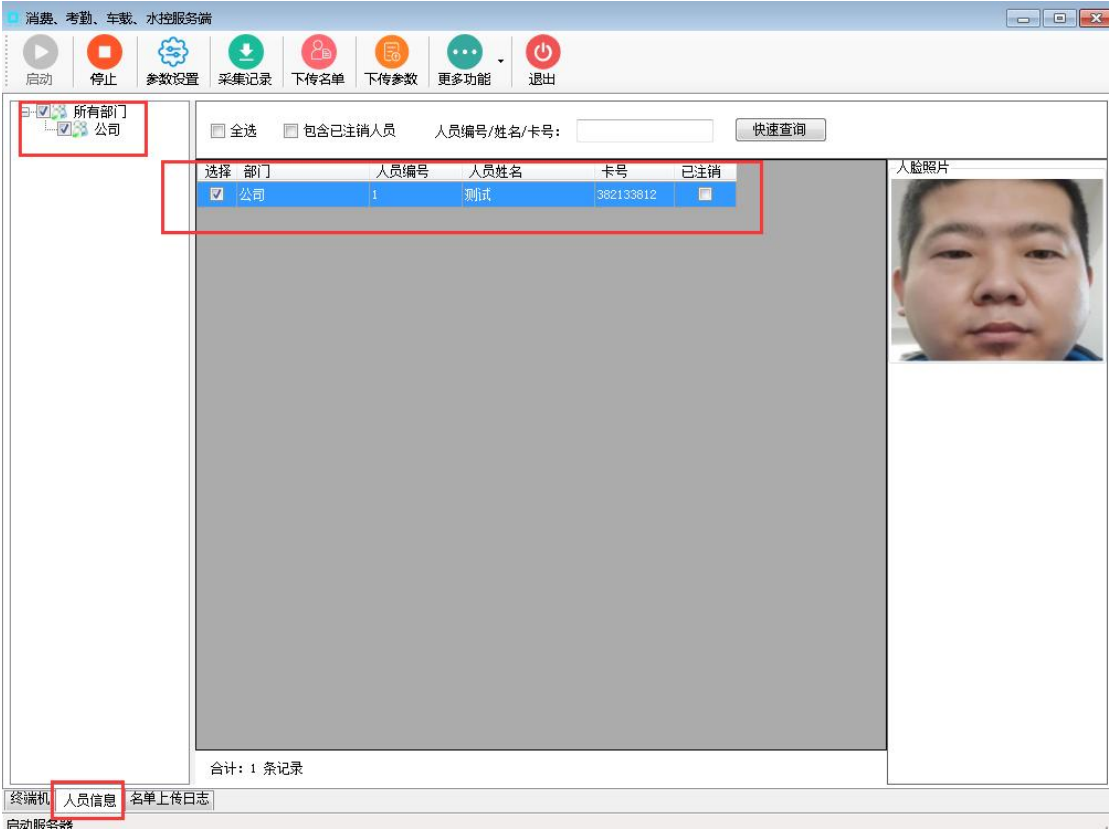 消费、考勤、车载、水控服务端
启动 停止 参数设置 采集记录 下传名单 下传参数 更多功能 退出
所有部门
公司
全选 包含已注销人员 人员编号/姓名/卡号: 快速查询
选择 部门 人员编号 人员姓名 卡号 已注销
公司 1 测试 382133812
人脸照片
合计: 1 条记录
终端机 人员信息 名单上传日志
启动服务器